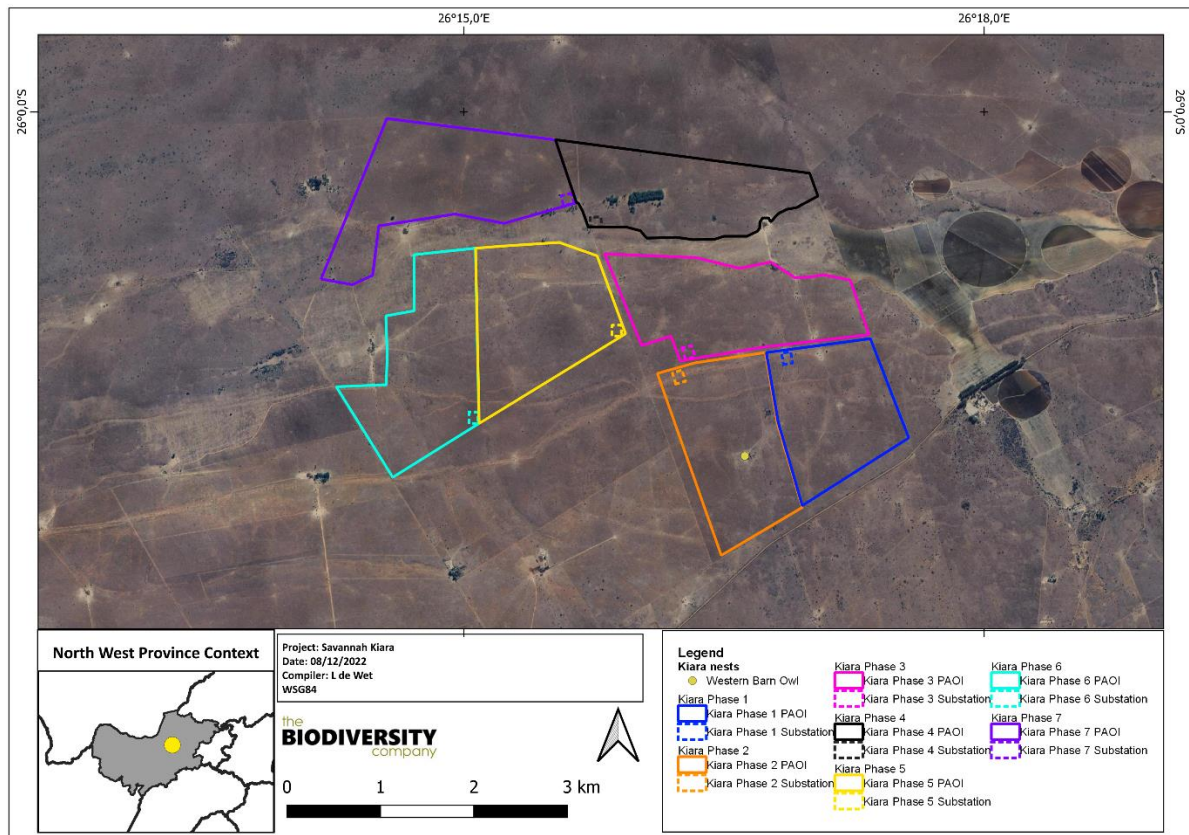 26°15,0'E
26°18,0'E
26°0,0'S
26°0,0'S
North West Province Context
Project: Savannah Kiara
Date: 08/12/2022
Compiler: L de Wet
WSG84
the
BIODIVERSITY
company
0 1 2 3 km
Legend
Kiara nests
Western Barn Owl
Kiara Phase 1
Kiara Phase 1 PAOI
Kiara Phase 1 Substation
Kiara Phase 2
Kiara Phase 2 PAOI
Kiara Phase 2 Substation
Kiara Phase 3
Kiara Phase 3 PAOI
Kiara Phase 3 Substation
Kiara Phase 4
Kiara Phase 4 PAOI
Kiara Phase 4 Substation
Kiara Phase 5
Kiara Phase 5 PAOI
Kiara Phase 5 Substation
Kiara Phase 6
Kiara Phase 6 PAOI
Kiara Phase 6 Substation
Kiara Phase 7
Kiara Phase 7 PAOI
Kiara Phase 7 Substation